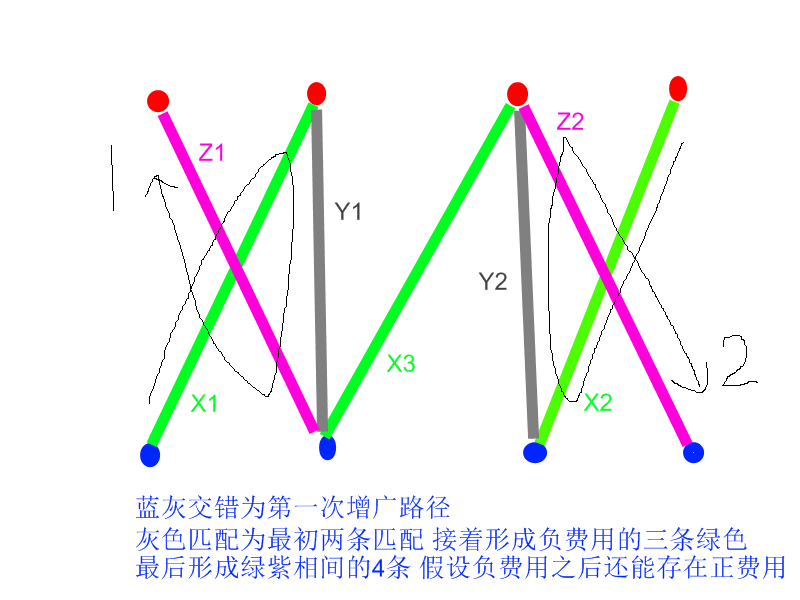 Z2
Z1
1
Y1
Y2
2
X3
X1
X2
蓝灰交错为第一次增广路径
灰色匹配为最初两条匹配 接着形成负费用的三条绿色
最后形成绿紫相间的4条 假设负费用之后还能存在正费用